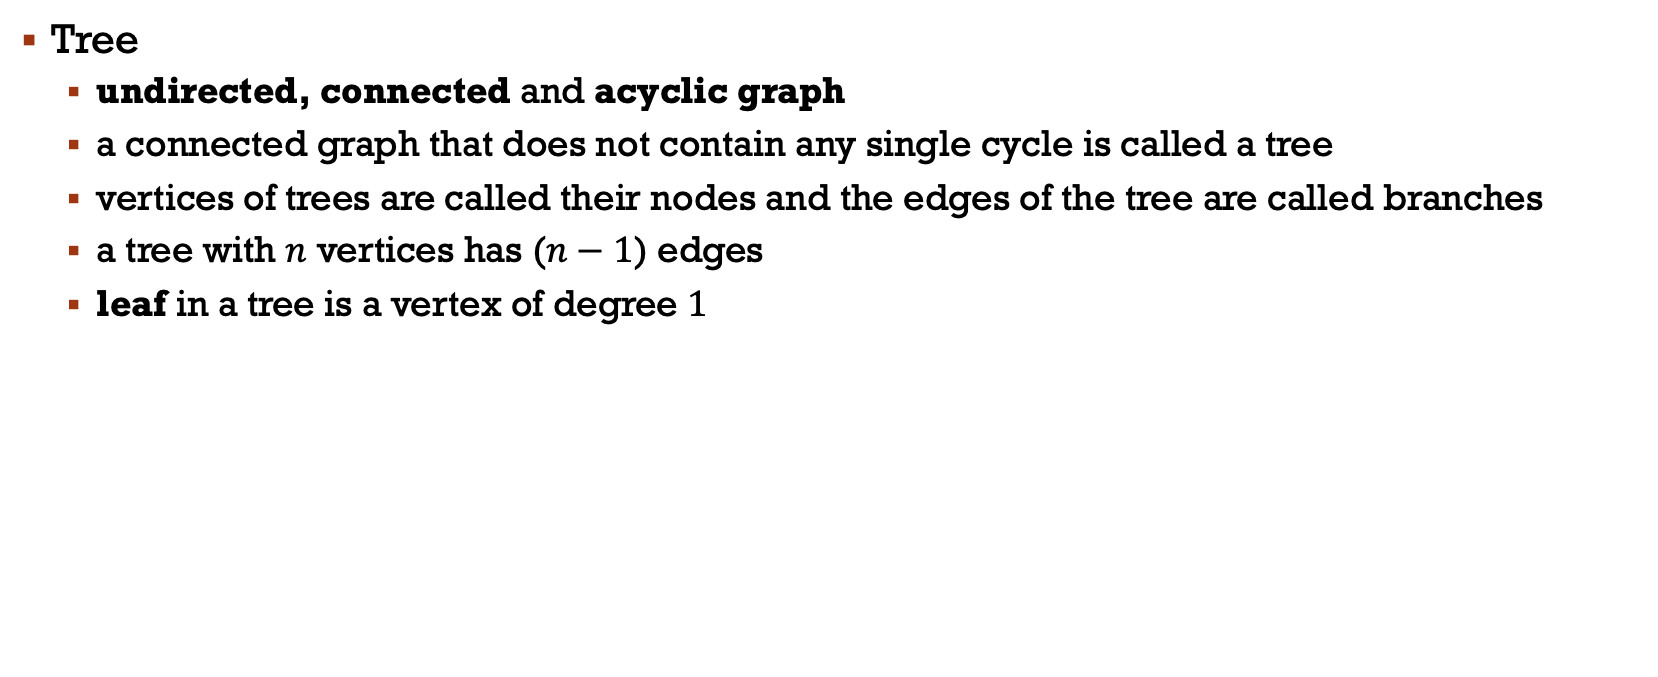 ▪ Tree
▪ undirected, connected and acyclic graph
▪ a connected graph that does not contain any single cycle is called a tree
▪ vertices of trees are called their nodes and the edges of the tree are called branches
▪ a tree with n vertices has (n − 1) edges
▪ leaf in a tree is a vertex of degree 1